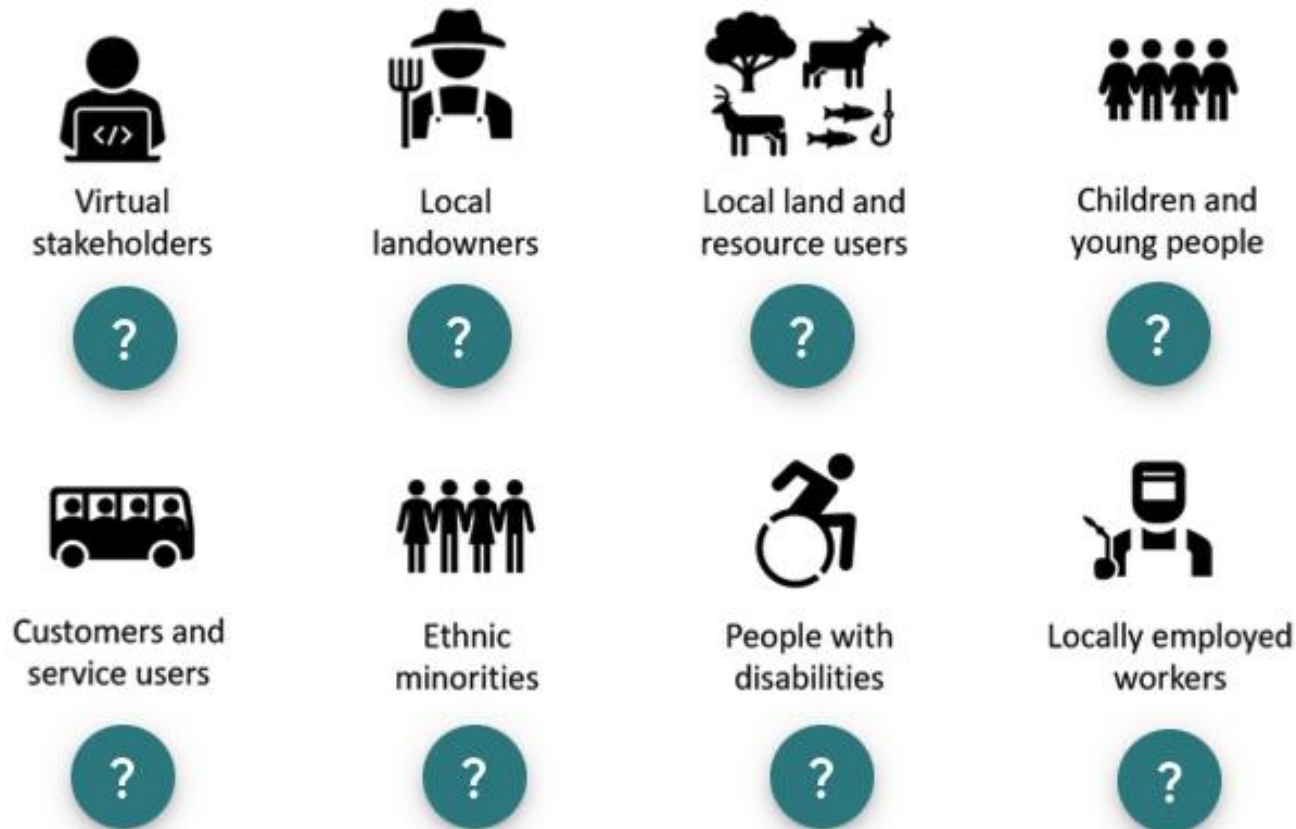 </>
Virtual
stakeholders
Local
landowners
Local land and
resource users
Children and
young people
?
?
?
?
Customers and
service users
Ethnic
minorities
People with
disabilities
Locally employed
workers
?
?
?
?